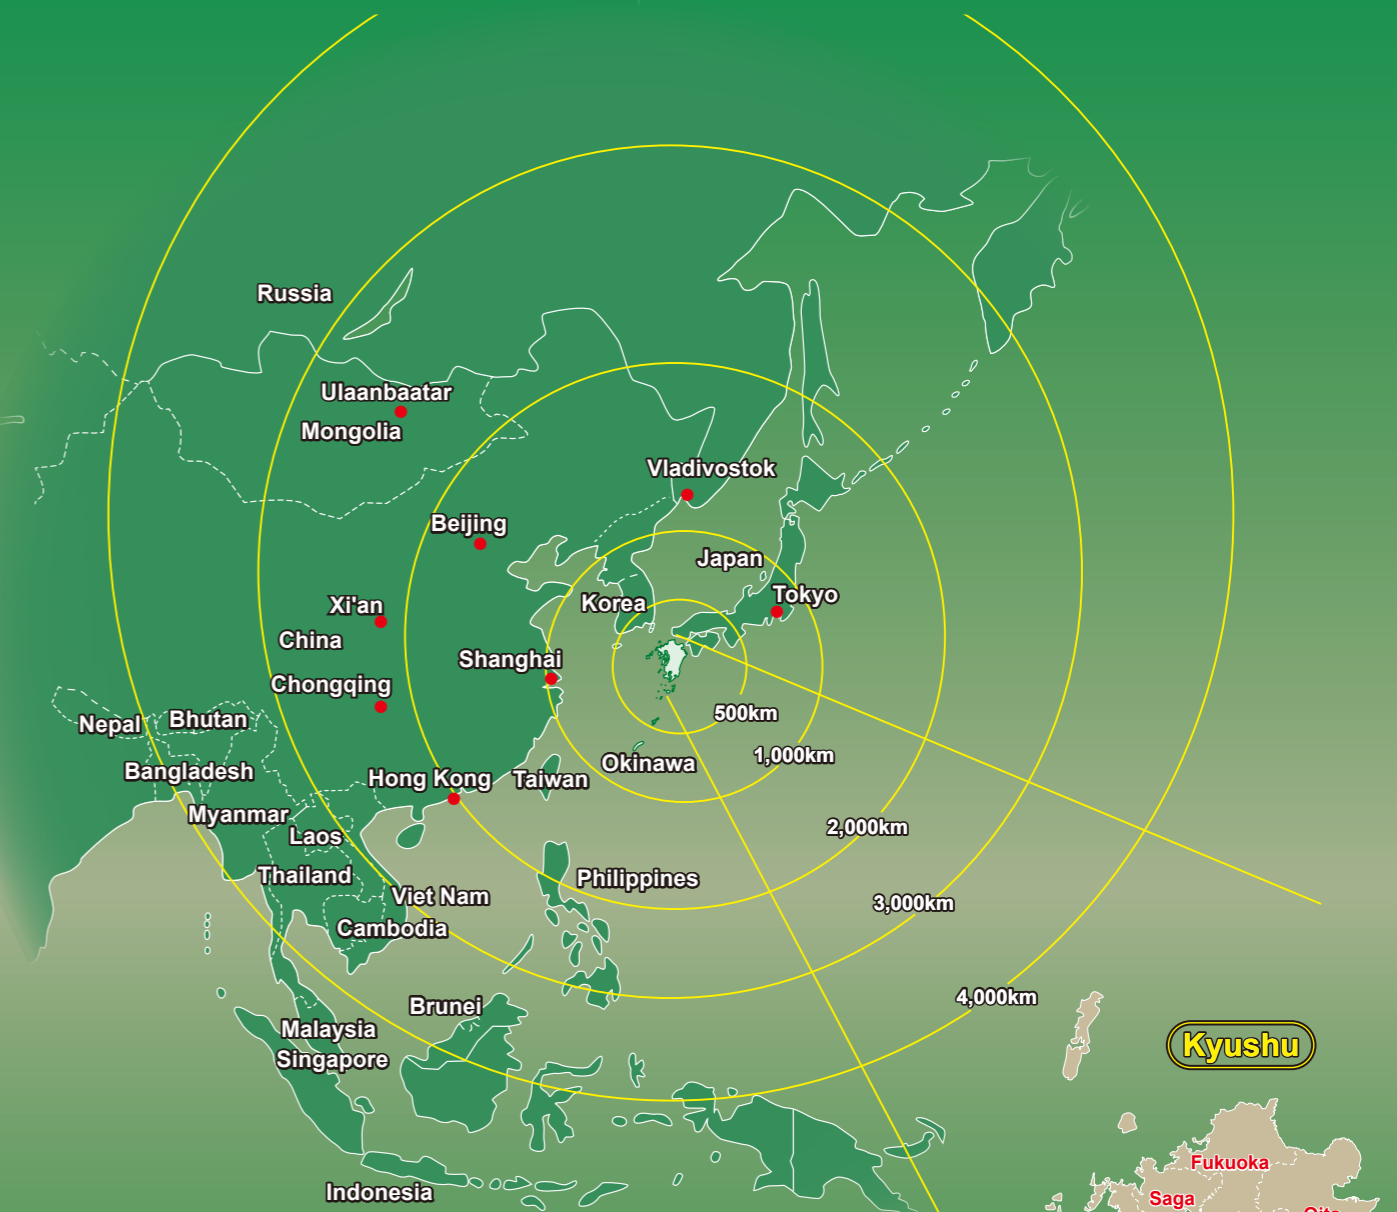 Russia
Ulaanbaatar
Mongolia
Vladivostok
Beijing
Japan
Tokyo
Korea
Xi'an
China
Shanghai
Chongqing
500km
Nepal
Bhutan
1,000km
Okinawa
Bangladesh
Hong Kong
Taiwan
Myanmar
2,000km
Laos
Thailand
Philippines
Viet Nam
3,000km
Cambodia
4,000km
Brunei
Malaysia
Singapore
Kyushu
Fukuoka
Saga
Oita
Indonesia